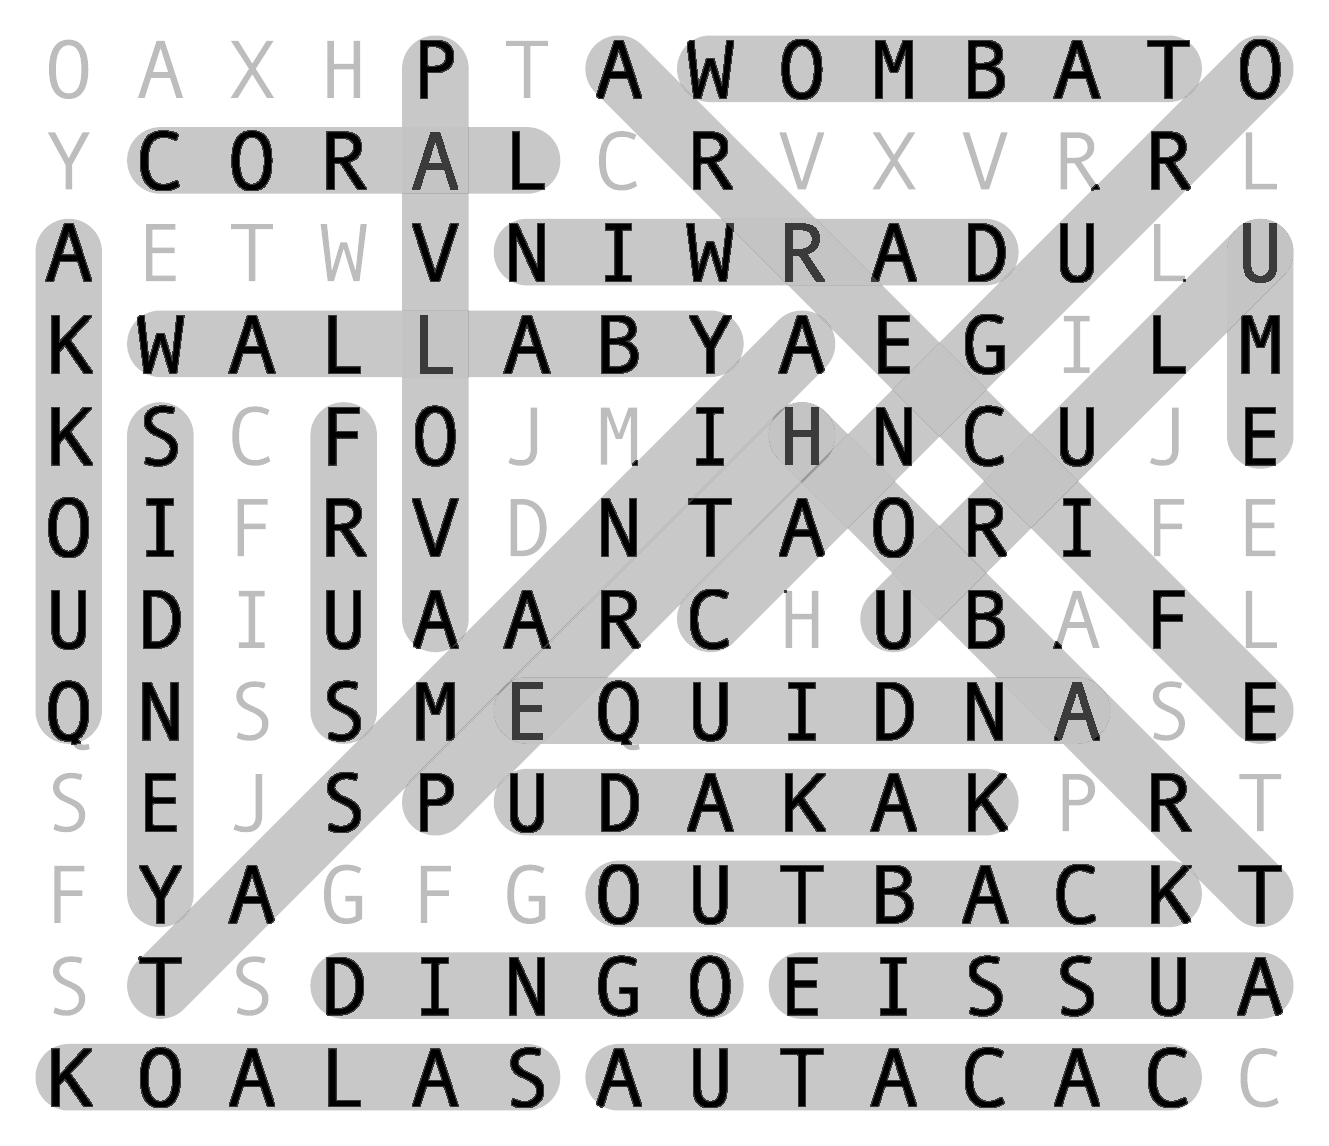 O A X H P T A W O M B A T O
Y C O R A L C R V X V R R L
A E T W V N I W R A D U L U
K W A L L A B Y A E G I L M
K S C F O J M I H N C U J E
O I F R V D N T A O R I F E
U D I U A A R C H U B A F L
Q N S S M E Q U I D N A S E
S E J S P U D A K A K P R T
F Y A G F G O U T B A C K T
S T S D I N G O E I S S U A
K O A L A S A U T A C A C C